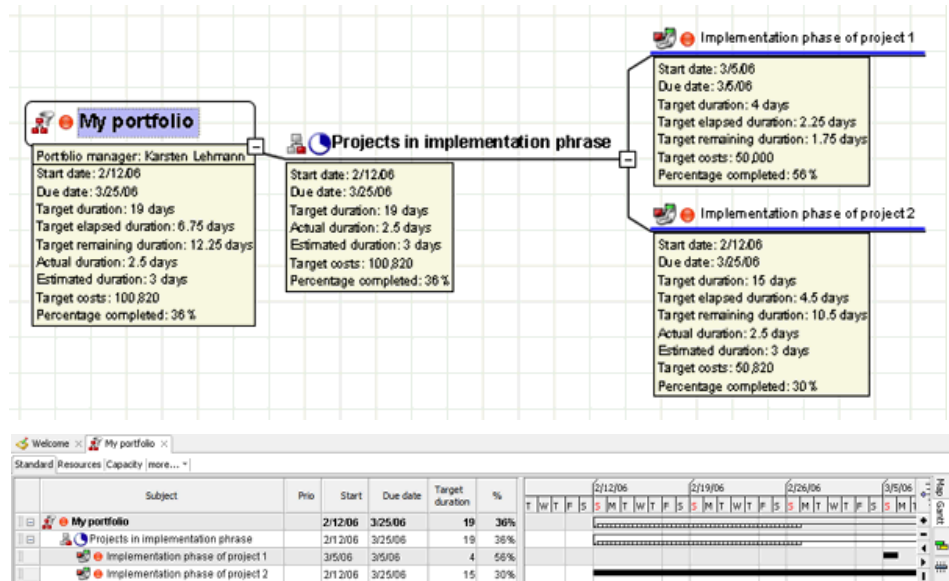 Implementation phase of project 1
Start date: 3/5/06
Due date: 3/5/06
Target duration: 4 days
Target elapsed duration: 2.25 days
Target remaining duration: 1.75 days
Target costs: 50,000
Percentage completed: 56%
My portfolio
Portfolio manager: Karsten Lehmann
Start date: 2/12/06
Due date: 3/25/06
Target duration: 19 days
Target elapsed duration: 6.75 days
Target remaining duration: 12.25 days
Actual duration: 2.5 days
Estimated duration: 3 days
Target costs: 100,820
Percentage completed: 36%
Projects in implementation phrase
Start date: 2/12/06
Due date: 3/25/06
Target duration: 19 days
Actual duration: 2.5 days
Estimated duration: 3 days
Target costs: 100,820
Percentage completed: 36%
Implementation phase of project 2
Start date: 2/12/06
Due date: 3/25/06
Target duration: 15 days
Target elapsed duration: 4.5 days
Target remaining duration: 10.5 days
Actual duration: 2.5 days
Estimated duration: 3 days
Target costs: 50,820
Percentage completed: 30%
Welcome My portfolio
Standard Resources Capacity more...
Subject Prio Start Due date Target duration % 2/12/06 2/19/06 2/26/06 3/5/06
T W T F S S M T W T F S S M T W T F S S M T W T F S S M T
My portfolio 2/12/06 3/25/06 19 36%
Projects in implementation phrase 2/12/06 3/25/06 19 36%
Implementation phase of project 1 3/5/06 3/5/06 4 56%
Implementation phase of project 2 2/12/06 3/25/06 15 30%
Map
Gantt